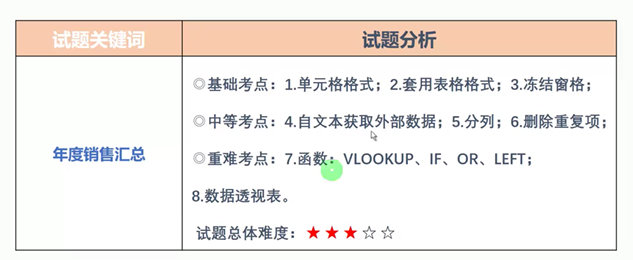 试题关键词
试题分析
年度销售汇总
◎基础考点：1.单元格格式；2.套用表格格式；3.冻结窗格；
◎中等考点：4.自文本获取外部数据；5.分列；6.删除重复项；
◎重难考点：7.函数：VLOOKUP、IF、OR、LEFT；
8.数据透视表。
试题总体难度：★★★☆☆